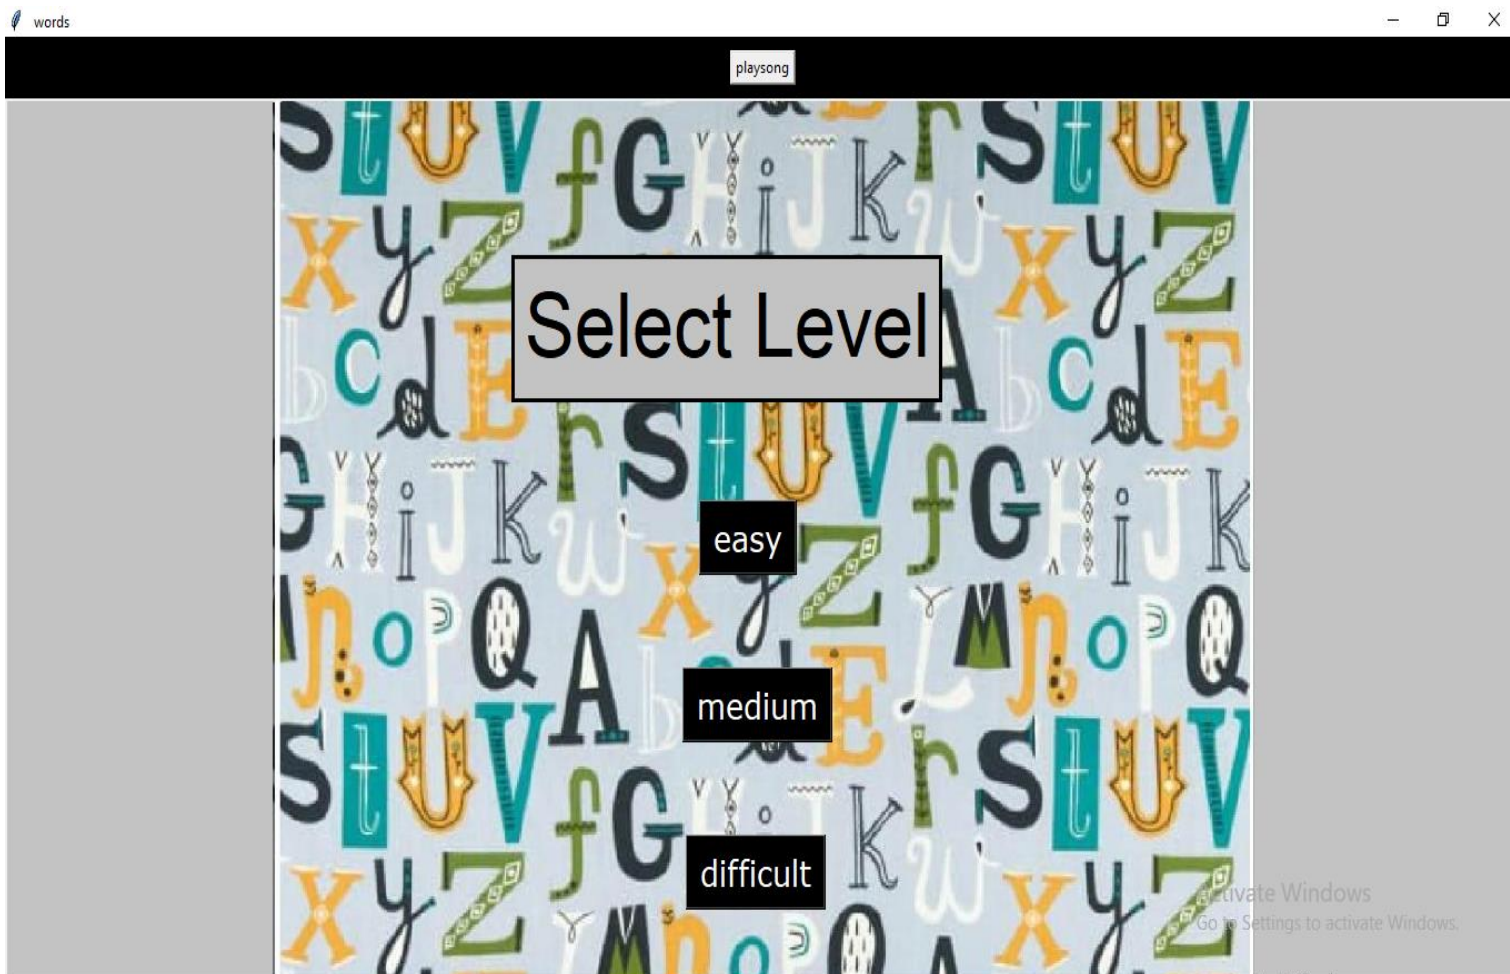 words
playsong
Select Level
easy
medium
difficult
Activate Windows
Go to Settings to activate Windows.